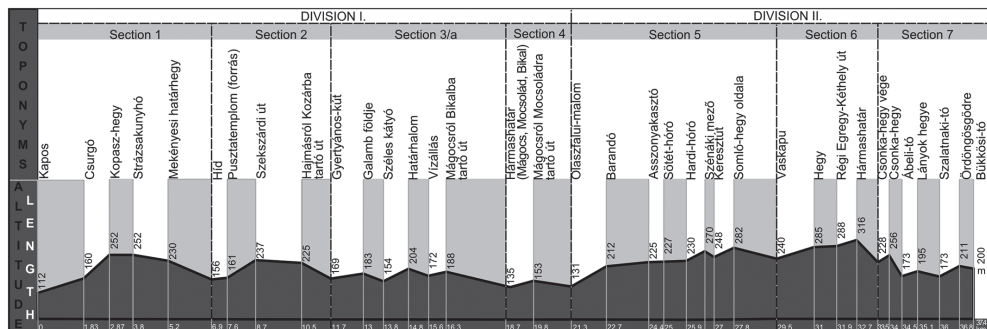 DIVISION I.
DIVISION II.
Section 1
Section 2
Section 3/a
Section 4
Section 5
Section 6
Section 7
TOPONYMS
Kapos
Csurgó
Kopasz-hegy
Strázsakunyhó
Mekényesi határhegy
Híd
Pusztatemplom (forrás)
Szekszárdi út
Hajmásról Kozárba
tartó út
Gyertyános-kút
Galamb földje
Széles kátyó
Határhalom
Vízállás
Mágocsról Bikalba
tartó út
Hármashatár
(Mágocs, Mocsolád, Bikal)
Mágocsról Mocsoládra
tartó út
Olaszfalui-malom
Barandó
Asszonyakasztó
Sötét-hóró
Hardi-hóró
Szénáki mező
Keresztút
Somló-hegy oldala
Vaskapu
Hegy
Régi Egregy-Kéthely út
Hármashatár
Csonka-hegy vége
Csonka-hegy
Ábeli-tó
Lányok hegye
Szalatnaki-tó
Ördöngösgödre
Bükkösi-tó
ALTITUDE
112
160
252
252
230
156
161
237
225
169
183
154
204
172
188
135
153
131
212
225
227
230
270
248
282
240
285
288
316
228
256
173
195
173
211
200
m
LENGTH
0
1.83
2.87
3.8
5.2
6.9
7.6
8.7
10.5
11.7
13
13.8
14.8
15.6
16.3
18.7
19.8
21.3
22.7
24.4
25
25.9
27
27.8
29.5
31
31.9
32.7
34.5
35.1
36
36.8